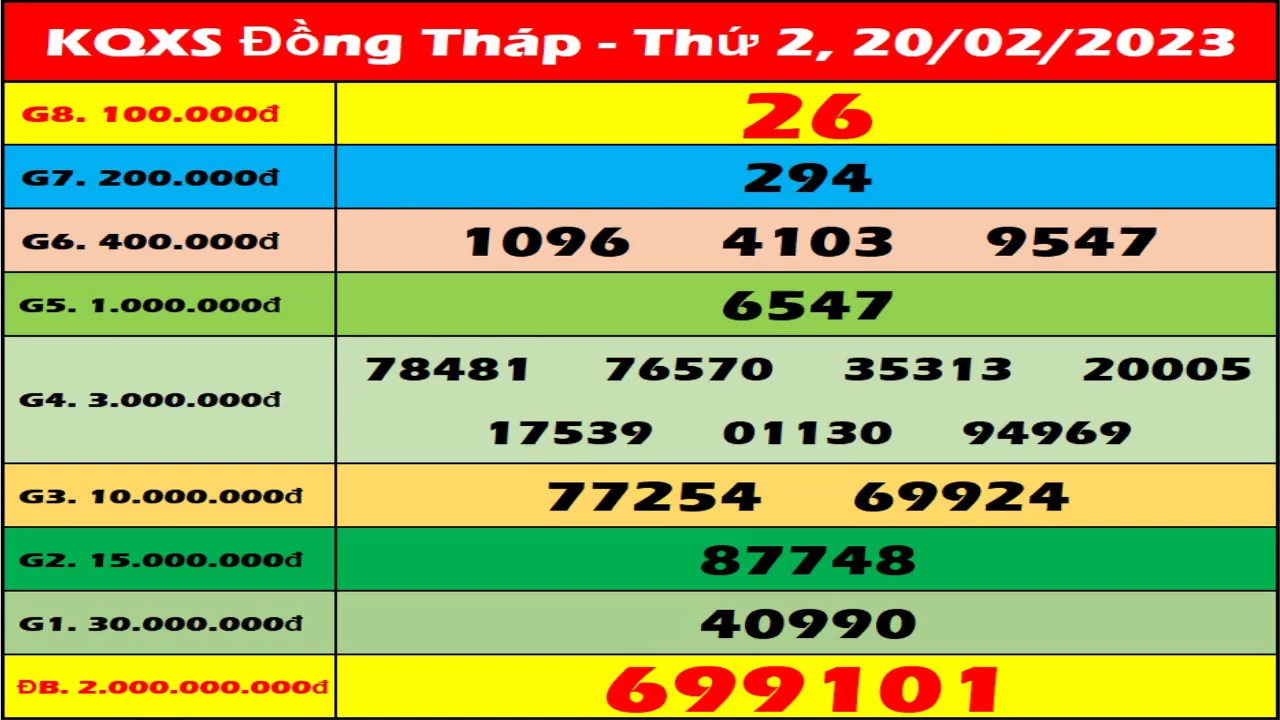 KQXS Đồng Tháp - Thứ 2, 20/02/2023
G8. 100.000đ 26
G7. 200.000đ 294
G6. 400.000đ 1096 4103 9547
G5. 1.000.000đ 6547
G4. 3.000.000đ 78481 76570 35313 20005
17539 01130 94969
G3. 10.000.000đ 77254 69924
G2. 15.000.000đ 87748
G1. 30.000.000đ 40990
ĐB. 2.000.000.000đ 699101